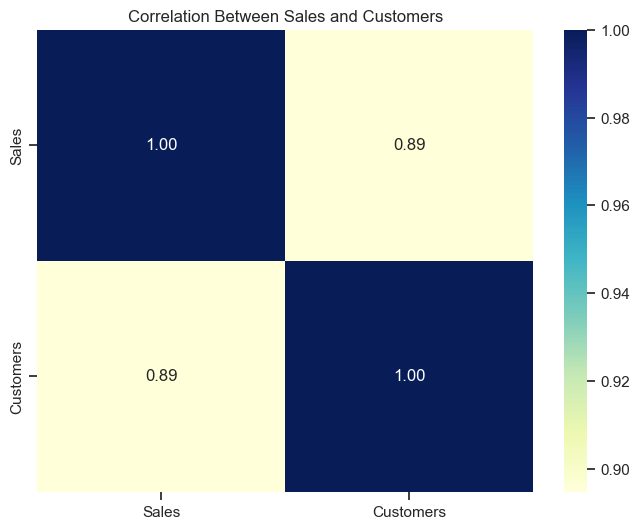 Correlation Between Sales and Customers
Sales
Customers
1.00
0.89
0.89
1.00
Sales
Customers
1.00
0.98
0.96
0.94
0.92
0.90